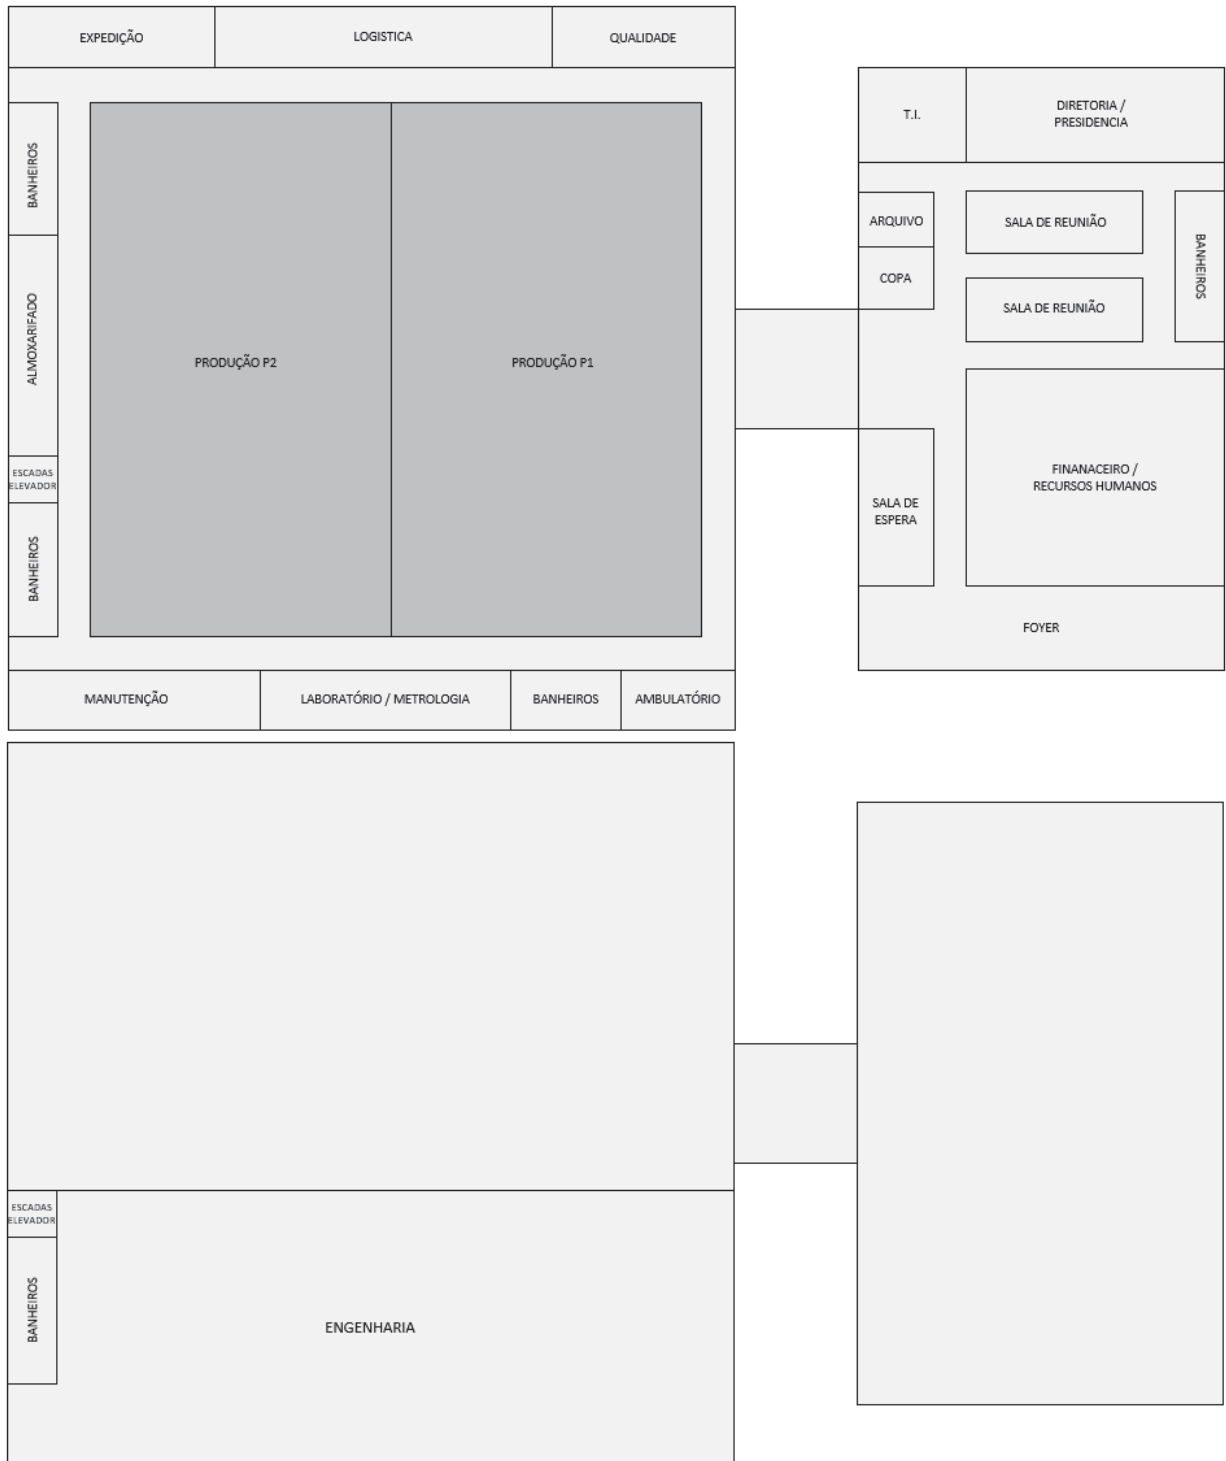 EXPEDIÇÃO
LOGISTICA
QUALIDADE
BANHEIROS
ALMOXARIFADO
ESCADAS
ELEVADOR
BANHEIROS
PRODUÇÃO P2
PRODUÇÃO P1
MANUTENÇÃO
LABORATÓRIO / METROLOGIA
BANHEIROS
AMBULATÓRIO
T.I.
DIRETORIA /
PRESIDENCIA
ARQUIVO
COPA
SALA DE REUNIÃO
SALA DE REUNIÃO
BANHEIROS
SALA DE
ESPERA
FINANACEIRO /
RECURSOS HUMANOS
FOYER
ESCADAS
ELEVADOR
BANHEIROS
ENGENHARIA